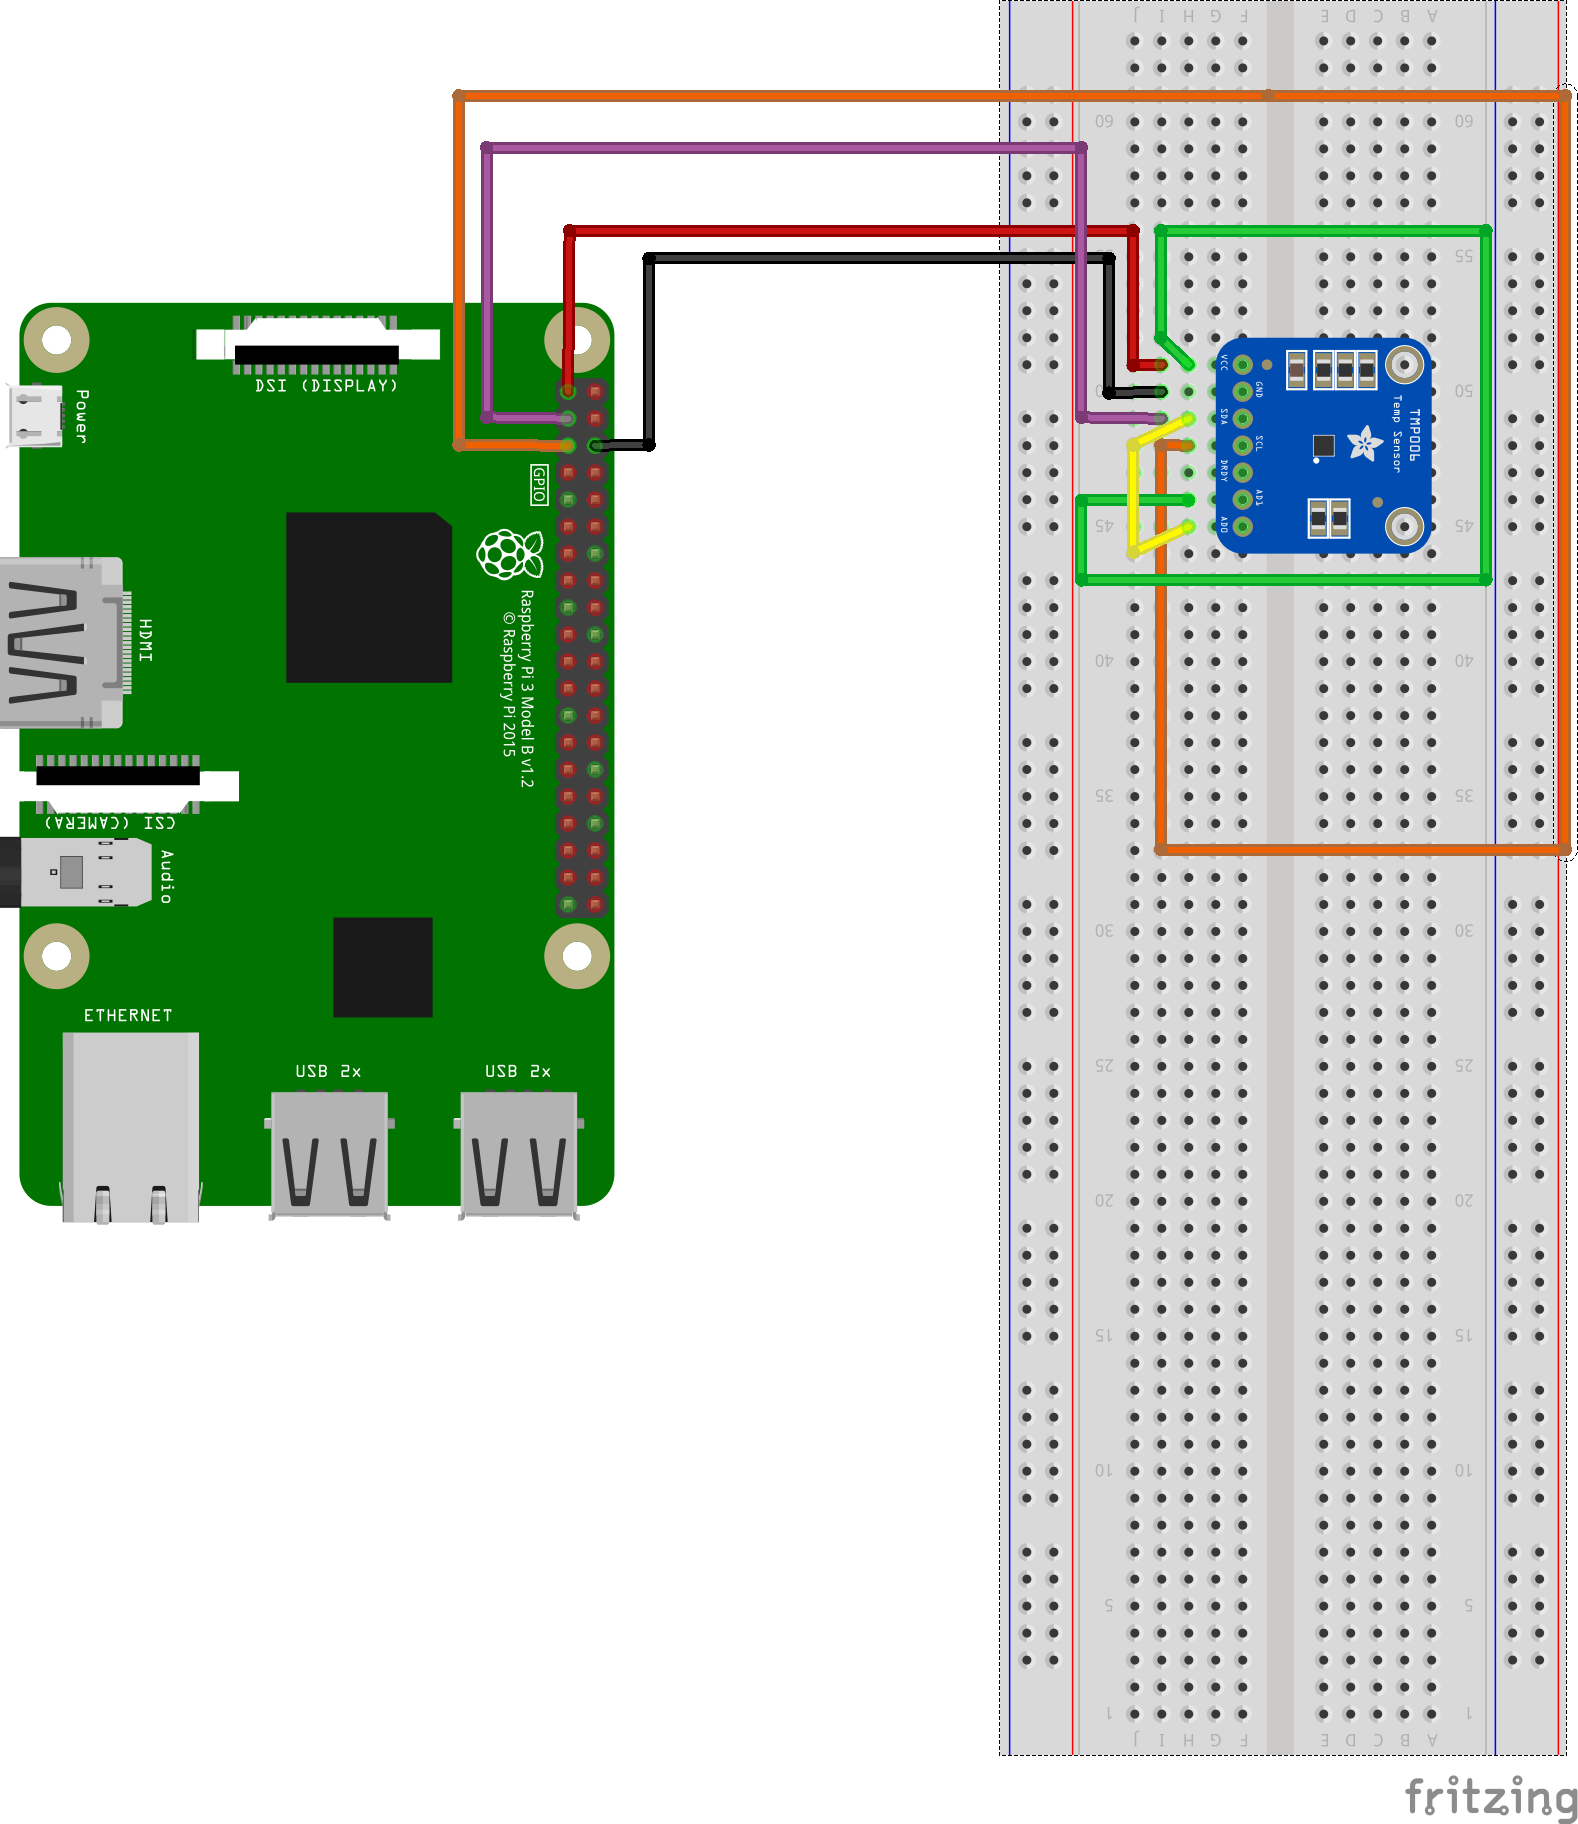 DSI (DISPLAY)
Power
GPIO
HDMI
Raspberry Pi 3 Model B v1.2
© Raspberry Pi 2015
CSI (CAMERA)
Audio
ETHERNET
USB 2x
USB 2x
J I H G F
E D C B A
60
60
55
55
VCC
GND
SDA
SCL
DRDY
AD1
AD0
TMP006
Temp Sensor
45
45
40
40
35
35
30
30
25
25
20
20
15
15
10
10
5
5
1
1
J I H G F
E D C B A
fritzing